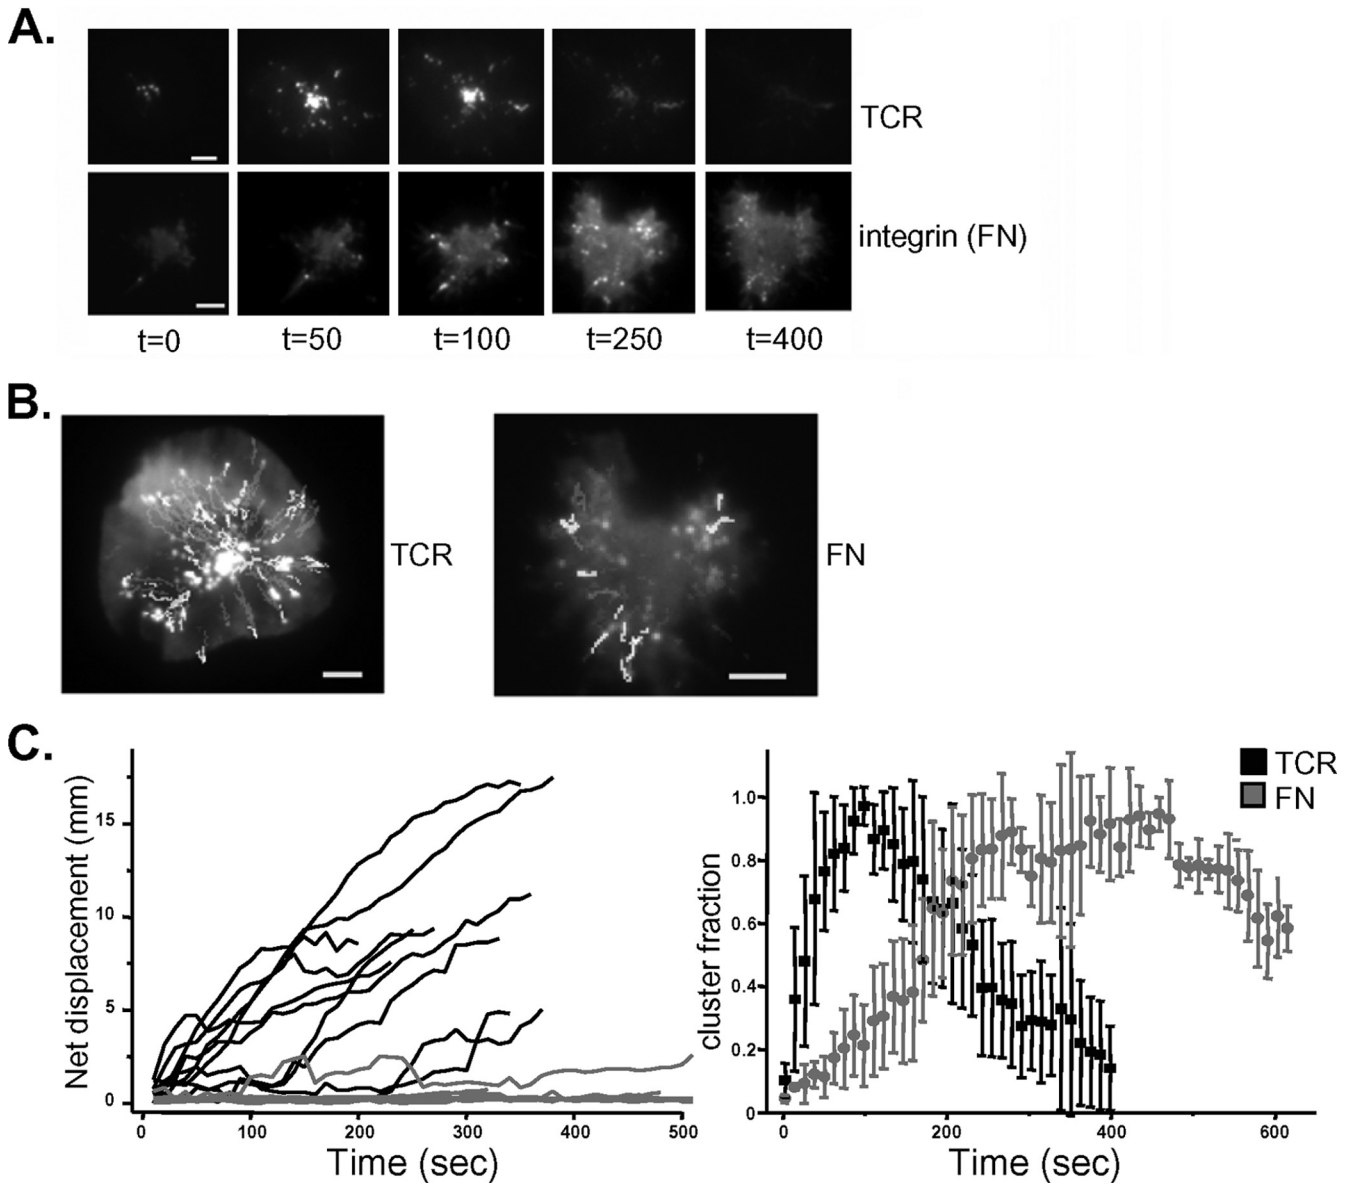 A.
TCR
integrin (FN)
t=0 t=50 t=100 t=250 t=400
B.
TCR
FN
C.
Net displacement (mm)
15
10
5
0
0 100 200 300 400 500
Time (sec)
TCR
FN
cluster fraction
1.0
0.8
0.6
0.4
0.2
0
0 200 400 600
Time (sec)